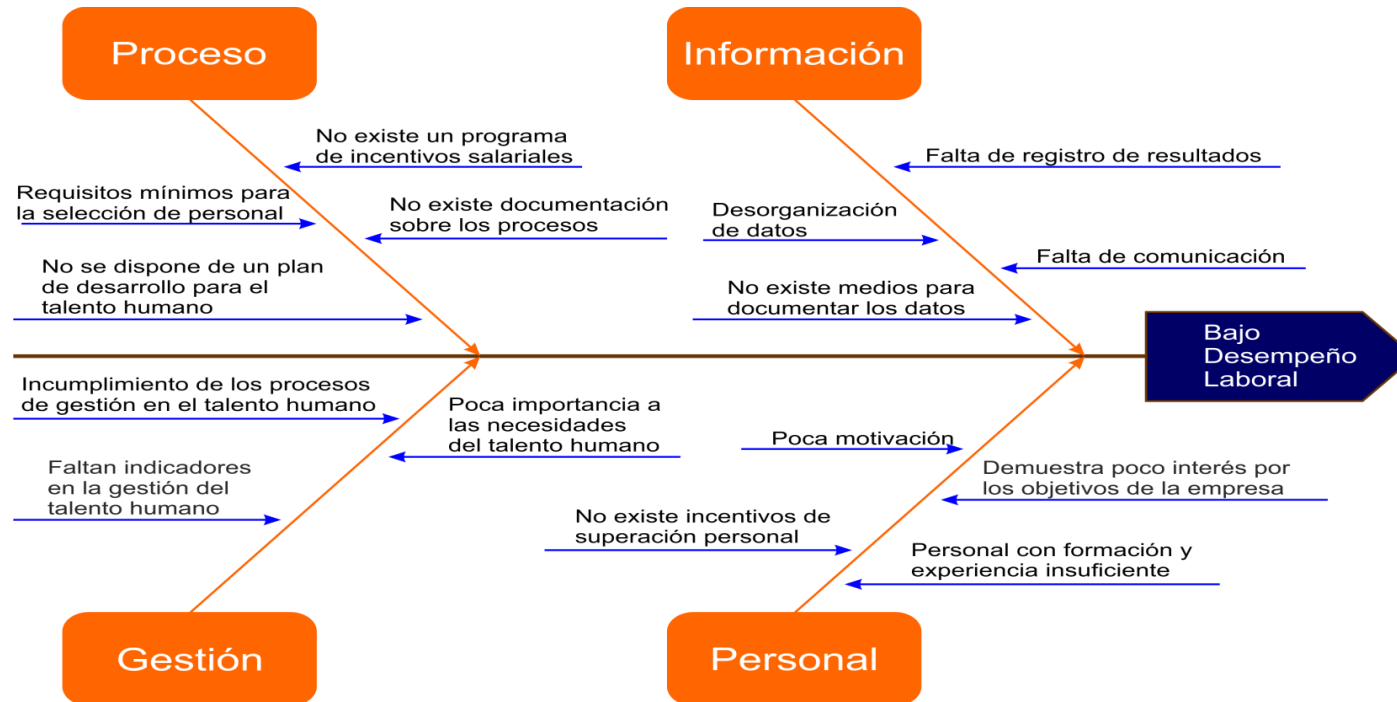 Proceso
Información
No existe un programa
de incentivos salariales
Falta de registro de resultados
Requisitos mínimos para
la selección de personal
No existe documentación
sobre los procesos
Desorganización
de datos
Falta de comunicación
No se dispone de un plan
de desarrollo para el
talento humano
No existe medios para
documentar los datos
Bajo
Desempeño
Laboral
Incumplimiento de los procesos
de gestión en el talento humano
Poca importancia a
las necesidades
del talento humano
Poca motivación
Faltan indicadores
en la gestión del
talento humano
Demuestra poco interés por
los objetivos de la empresa
No existe incentivos de
superación personal
Personal con formación y
experiencia insuficiente
Gestión
Personal